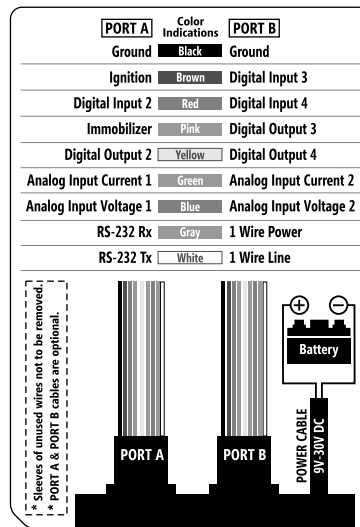 PORT A Color Indications PORT B
Ground Black Ground
Ignition Brown Digital Input 3
Digital Input 2 Red Digital Input 4
Immobilizer Pink Digital Output 3
Digital Output 2 Yellow Digital Output 4
Analog Input Current 1 Green Analog Input Current 2
Analog Input Voltage 1 Blue Analog Input Voltage 2
RS-232 Rx Gray 1 Wire Power
RS-232 Tx White 1 Wire Line
* Sleeves of unused wires not to be removed.
* PORT A & PORT B cables are optional.
PORT A
PORT B
+ −
Battery
POWER CABLE
9V-30V DC